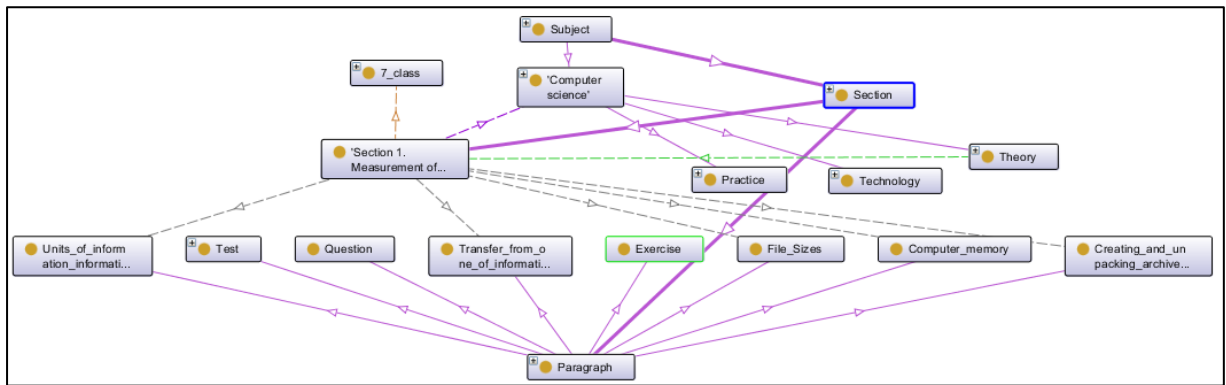 Subject
7_class
'Computer
science'
Section
'Section 1.
Measurement of...
Theory
Practice
Technology
Units_of_inform
ation_informati...
Test
Question
Transfer_from_o
ne_of_informati...
Exercise
File_Sizes
Computer_memory
Creating_and_un
packing_archive...
Paragraph